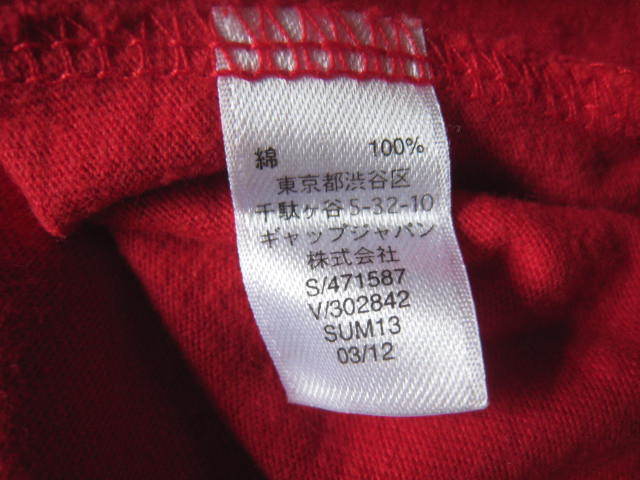 綿 100%
東京都渋谷区
千駄ヶ谷5-32-10
ギャップジャパン
株式会社
S/471587
V/302842
SUM13
03/12